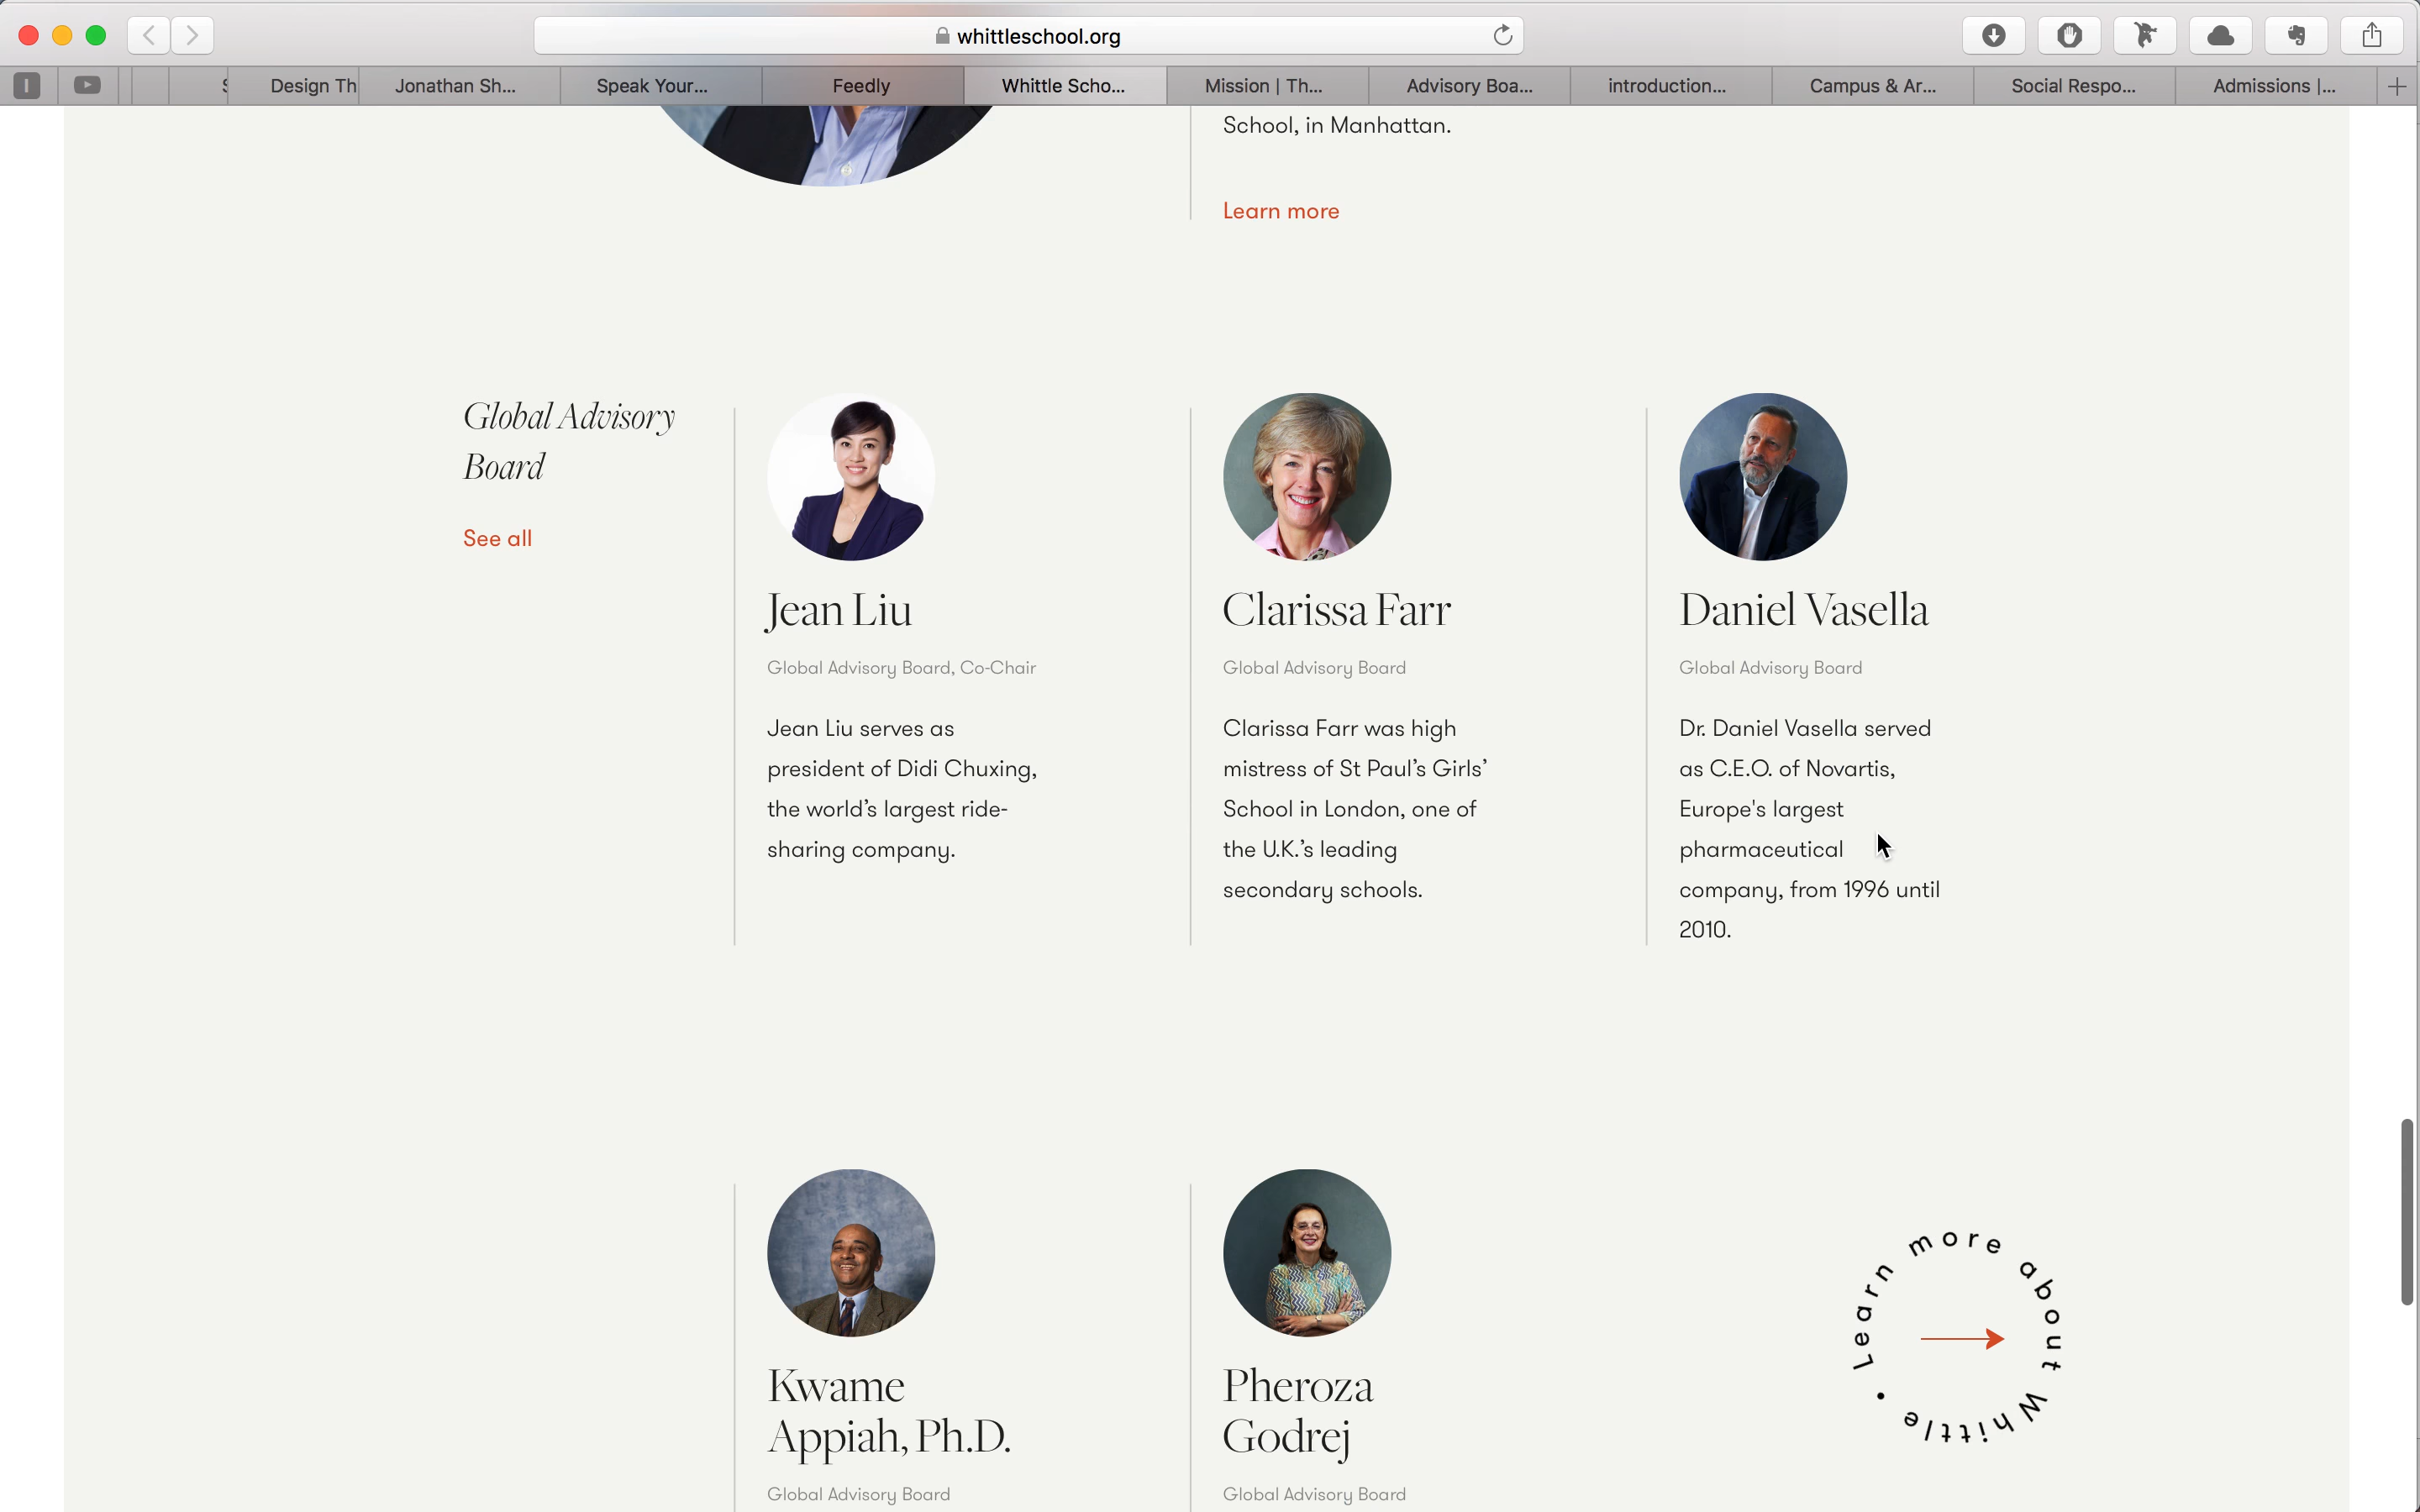 whittleschool.org
Design Th
Jonathan Sh...
Speak Your...
Feedly
Whittle Scho...
Mission | Th...
Advisory Boa...
introduction...
Campus & Ar...
Social Respo...
Admissions |...
School, in Manhattan.
Learn more
Global Advisory
Board
See all
Jean Liu
Global Advisory Board, Co-Chair
Jean Liu serves as
president of Didi Chuxing,
the world’s largest ride-
sharing company.
Clarissa Farr
Global Advisory Board
Clarissa Farr was high
mistress of St Paul’s Girls’
School in London, one of
the U.K.’s leading
secondary schools.
Daniel Vasella
Global Advisory Board
Dr. Daniel Vasella served
as C.E.O. of Novartis,
Europe's largest
pharmaceutical
company, from 1996 until
2010.
Kwame
Appiah, Ph.D.
Global Advisory Board
Pheroza
Godrej
Global Advisory Board
Learn more about Whittle •